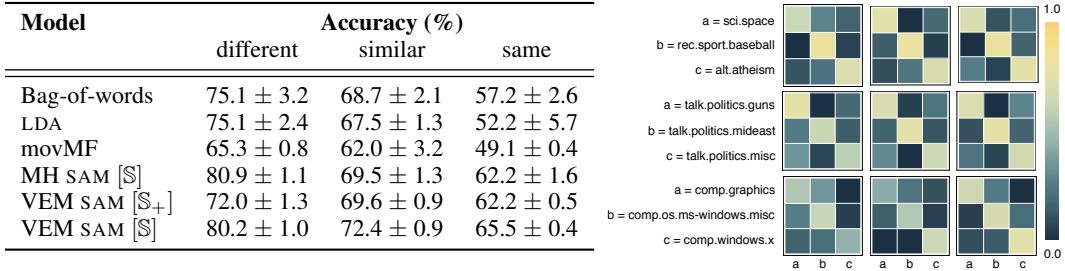 Model Accuracy (%)
different similar same
Bag-of-words 75.1 ± 3.2 68.7 ± 2.1 57.2 ± 2.6
LDA 75.1 ± 2.4 67.5 ± 1.3 52.2 ± 5.7
movMF 65.3 ± 0.8 62.0 ± 3.2 49.1 ± 0.4
MH SAM [𝕊] 80.9 ± 1.1 69.5 ± 1.3 62.2 ± 1.6
VEM SAM [𝕊₊] 72.0 ± 1.3 69.6 ± 0.9 62.2 ± 0.5
VEM SAM [𝕊] 80.2 ± 1.0 72.4 ± 0.9 65.5 ± 0.4
1.0
a = sci.space
b = rec.sport.baseball
c = alt.atheism
a = talk.politics.guns
b = talk.politics.mideast
c = talk.politics.misc
a = comp.graphics
b = comp.os.ms-windows.misc
c = comp.windows.x
a b c a b c a b c
0.0